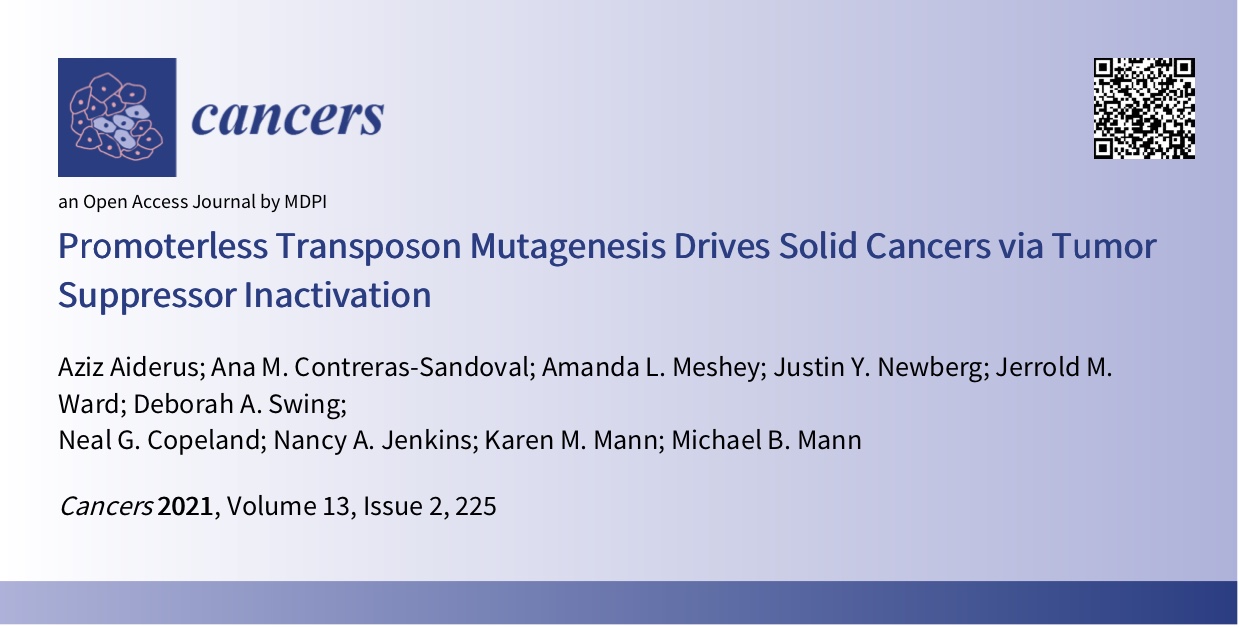 cancers
an Open Access Journal by MDPI
Promoterless Transposon Mutagenesis Drives Solid Cancers via Tumor
Suppressor Inactivation
Aziz Aiderus; Ana M. Contreras-Sandoval; Amanda L. Meshey; Justin Y. Newberg; Jerrold M.
Ward; Deborah A. Swing;
Neal G. Copeland; Nancy A. Jenkins; Karen M. Mann; Michael B. Mann
Cancers 2021, Volume 13, Issue 2, 225